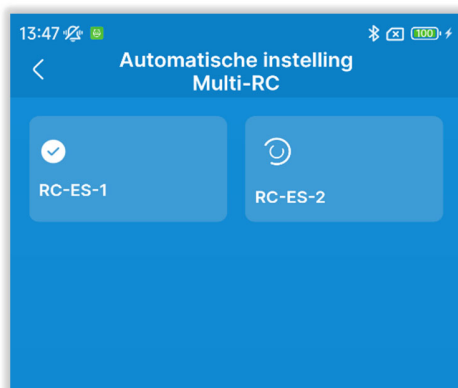 13:47
100
Automatische instelling
Multi-RC
RC-ES-1
RC-ES-2